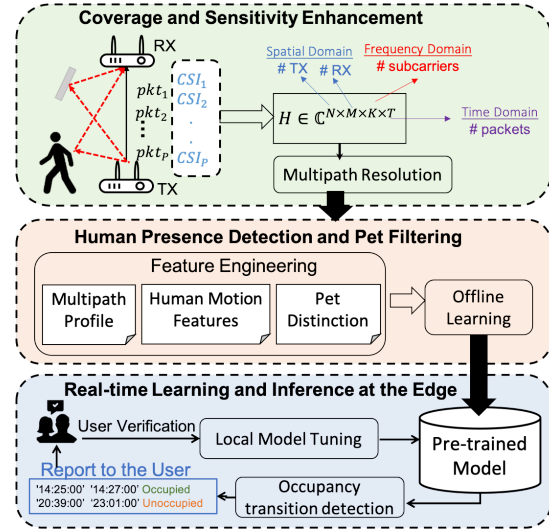 Coverage and Sensitivity Enhancement
RX
pkt₁
pkt₂
pkt_P
TX
CSI₁
CSI₂
.
.
CSI_P
Spatial Domain
# TX # RX
Frequency Domain
# subcarriers
H ∈ ℂ^{N×M×K×T}
Time Domain
# packets
Multipath Resolution
Human Presence Detection and Pet Filtering
Feature Engineering
Multipath
Profile
Human Motion
Features
Pet
Distinction
Offline
Learning
Real-time Learning and Inference at the Edge
User Verification
Local Model Tuning
Pre-trained
Model
Report to the User
'14:25:00' '14:27:00' Occupied
'20:39:00' '23:01:00' Unoccupied
Occupancy
transition detection